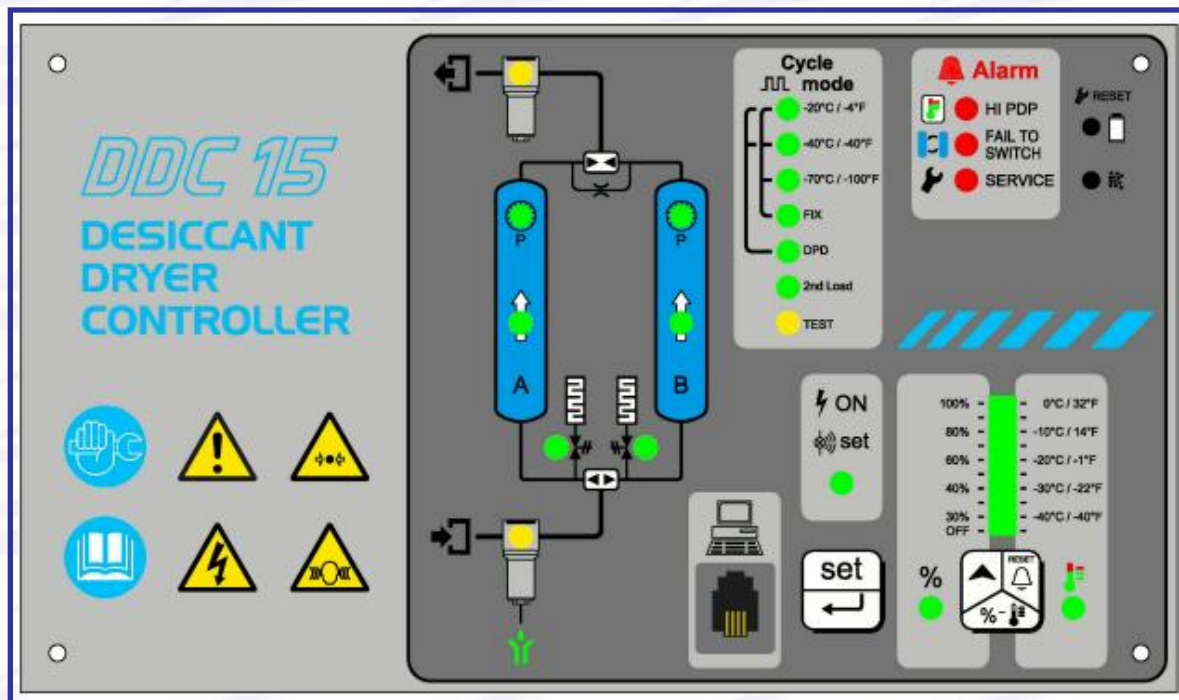 DDC 15
DESICCANT
DRYER
CONTROLLER
P
P
A
B
Cycle
mode
-20°C / -4°F
-40°C / -40°F
-70°C / -100°F
FIX
DPD
2nd Load
TEST
Alarm
HI PDP
FAIL TO
SWITCH
SERVICE
RESET
ON
set
set
100%
80%
60%
40%
30%
OFF
0°C / 32°F
-10°C / 14°F
-20°C / -1°F
-30°C / -22°F
-40°C / -40°F
%
RESET
%-